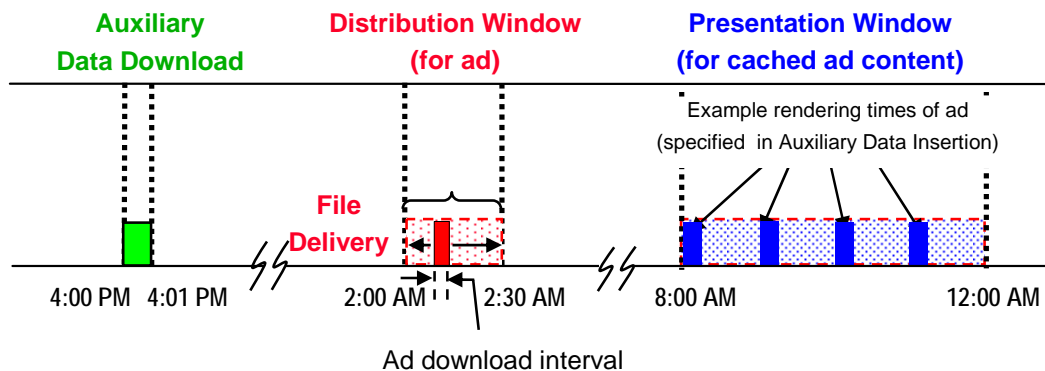 Auxiliary
Data Download
Distribution Window
(for ad)
Presentation Window
(for cached ad content)
Example rendering times of ad
(specified in Auxiliary Data Insertion)
File
Delivery
4:00 PM 4:01 PM
2:00 AM 2:30 AM
8:00 AM 12:00 AM
Ad download interval